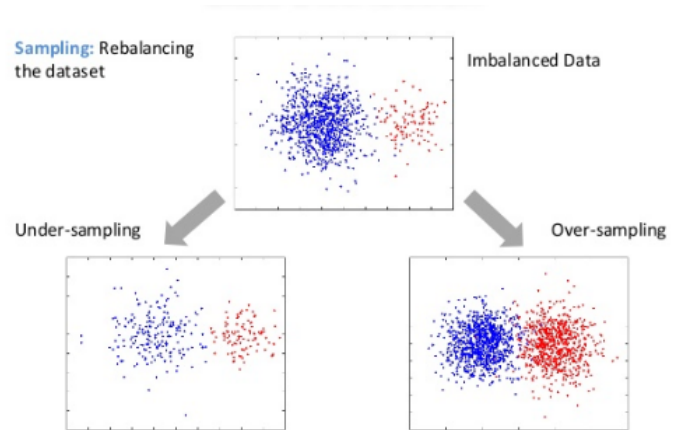 Sampling: Rebalancing
the dataset
Imbalanced Data
Under-sampling
Over-sampling